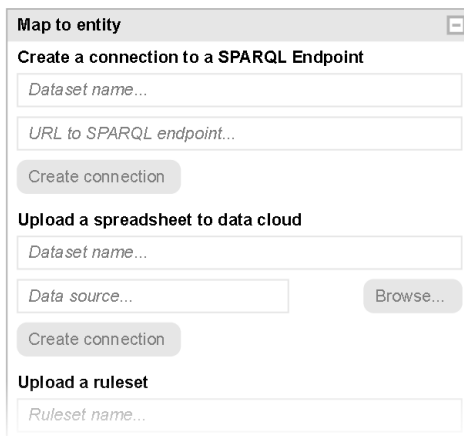 Map to entity
Create a connection to a SPARQL Endpoint
Dataset name...
URL to SPARQL endpoint...
Create connection
Upload a spreadsheet to data cloud
Dataset name...
Data source... Browse...
Create connection
Upload a ruleset
Ruleset name...